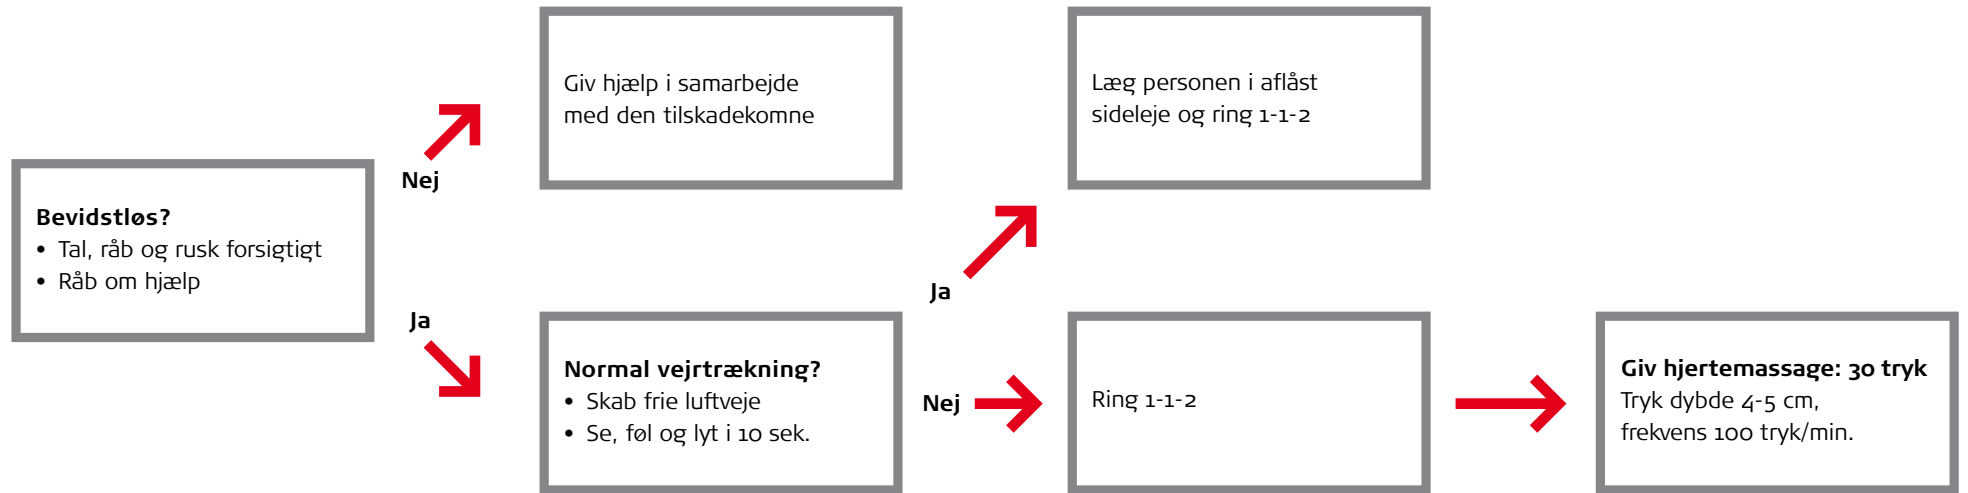 Bevidstløs?
• Tal, råb og rusk forsigtigt
• Råb om hjælp
Nej
Giv hjælp i samarbejde
med den tilskadekomne
Ja
Normal vejrtrækning?
• Skab frie luftveje
• Se, føl og lyt i 10 sek.
Ja
Læg personen i aflåst
sideleje og ring 1-1-2
Nej
Ring 1-1-2
Giv hjertemassage: 30 tryk
Tryk dybde 4-5 cm,
frekvens 100 tryk/min.